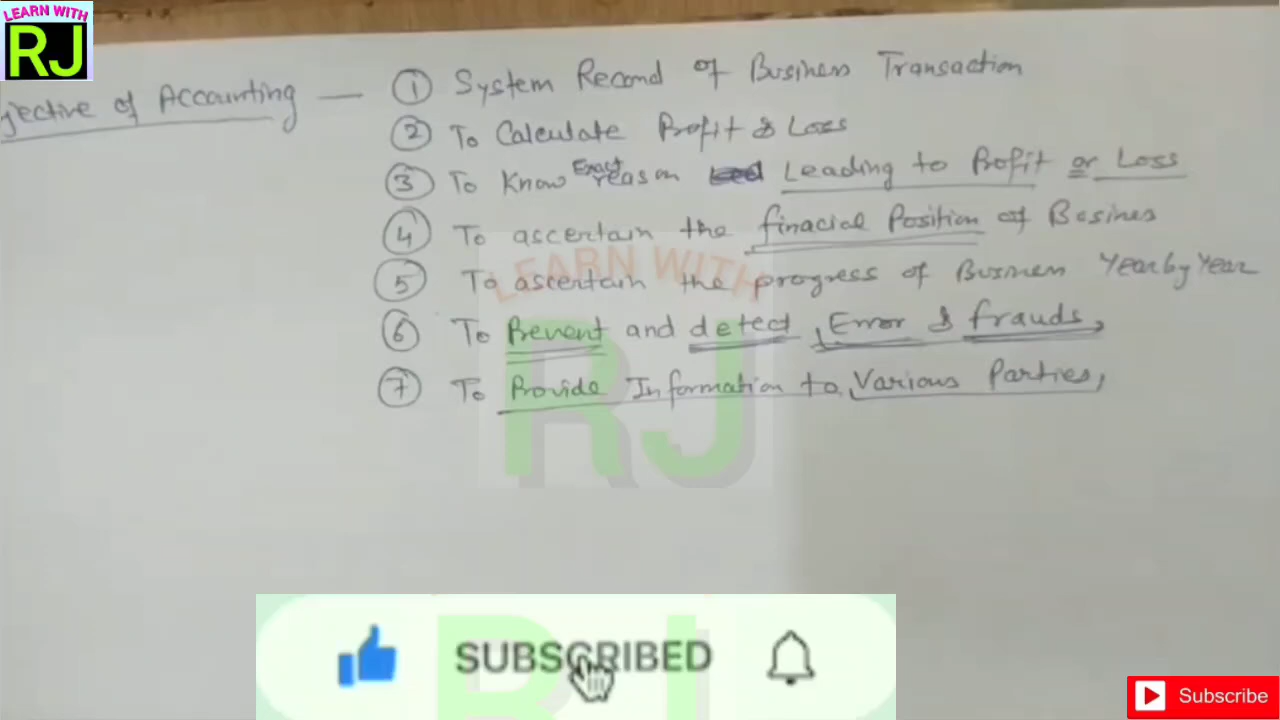 LEARN WITH
RJ
jective of Accounting — ① System Record of Business Transaction
② To Calculate Profit & Loss
③ To Know Exact reason Leading to Profit or Loss
④ To ascertain the finacial Position of Basines
⑤ To ascertain the progress of Business Year by Year
⑥ To Prevent and detect, Error & frauds,
⑦ To Provide Information to Various Parties,
LEARN WITH
RJ
SUBSCRIBED
Subscribe